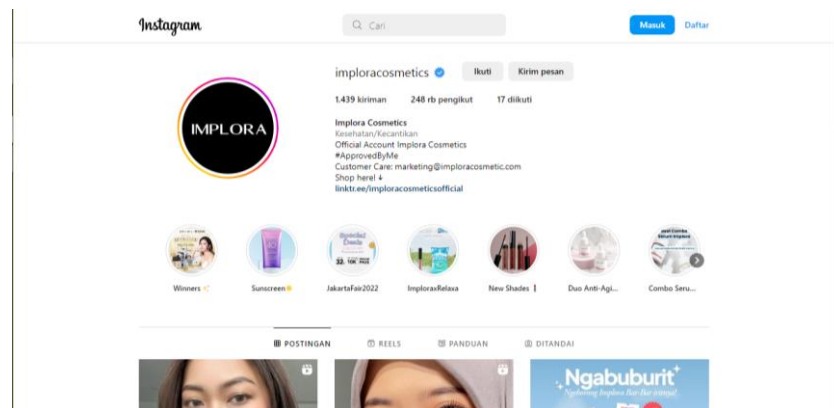 Instagram
Cari
Masuk
Daftar
imploracosmetics
Ikuti
Kirim pesan
1.439 kiriman 248 rb pengikut 17 diikuti
IMPLORA
Implora Cosmetics
Kesehatan/Kecantikan
Official Account Implora Cosmetics
#ApprovedByMe
Customer Care: marketing@imploracosmetic.com
Shop here! ↓
linktr.ee/imploracosmeticsofficial
Winners
Sunscreen
JakartaFair2022
ImploraxRelaxa
New Shades
Duo Anti-Agi...
Combo Seru...
POSTINGAN
REELS
PANDUAN
DITANDAI
Ngabuburit